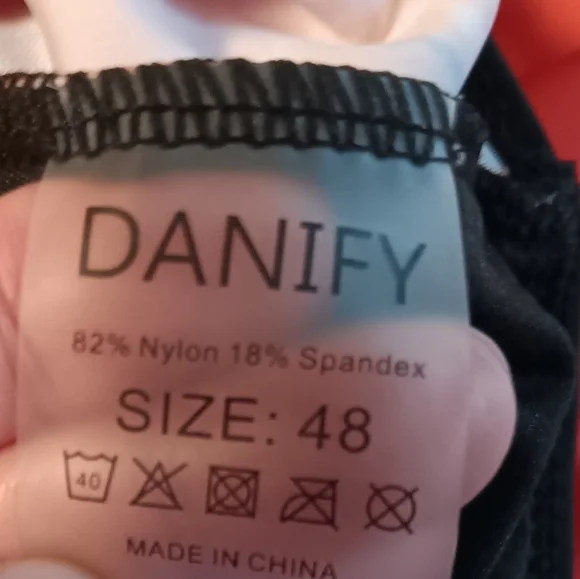 DANIFY
82% Nylon 18% Spandex
SIZE: 48
40
MADE IN CHINA